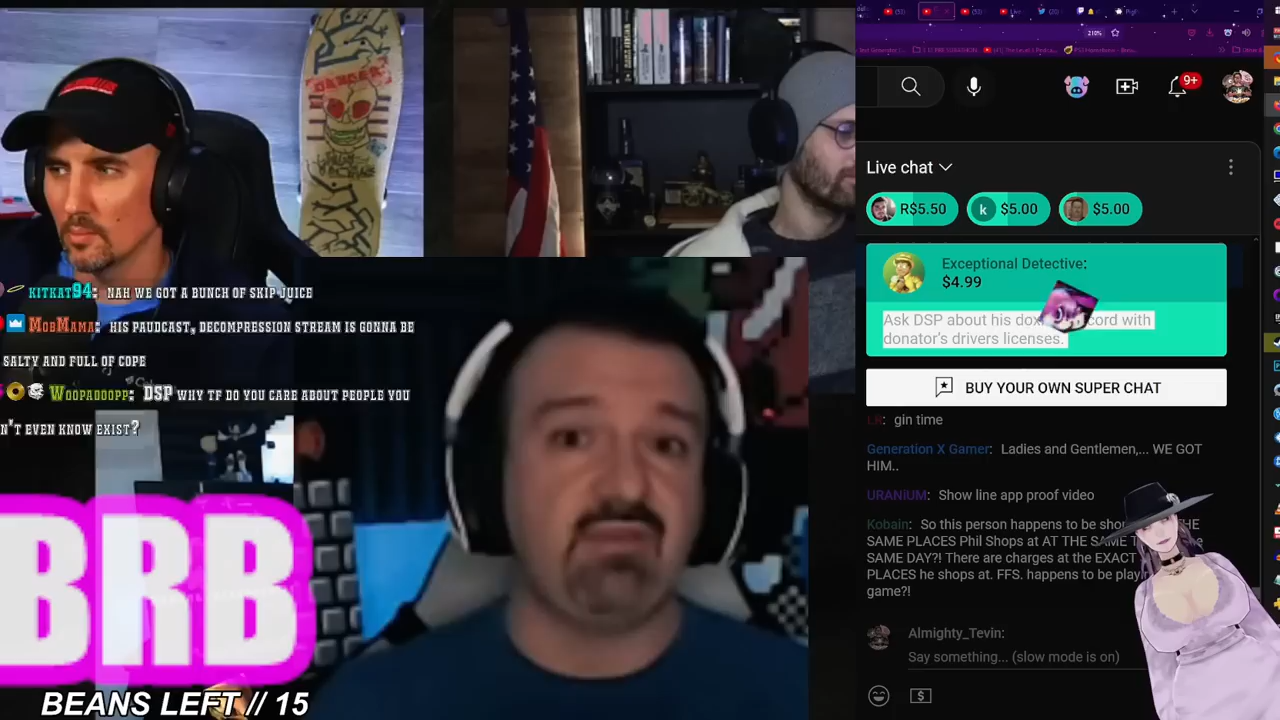 DANGER!
KITKAT94: NAH WE GOT A BUNCH OF SKIP JUICE
MOBMAMA: HIS PAUDCAST, DECOMPRESSION STREAM IS GONNA BE
SALTY AND FULL OF COPE
WOOPAOOOPP: DSP WHY TF DO YOU CARE ABOUT PEOPLE YOU
N'T EVEN KNOW EXIST?
BRB
BEANS LEFT // 15
210%
9+
Live chat
R$5.50
k $5.00
$5.00
Exceptional Detective:
$4.99
Ask DSP about his dox cord with
donator's drivers licenses.
BUY YOUR OWN SUPER CHAT
LR: gin time
Generation X Gamer: Ladies and Gentlemen,... WE GOT
HIM..
URANiUM: Show line app proof video
Kobain: So this person happens to be sho THE
SAME PLACES Phil Shops at AT THE SAME
SAME DAY?! There are charges at the EXACT
PLACES he shops at. FFS. happens to be play
game?!
Almighty_Tevin:
Say something... (slow mode is on)